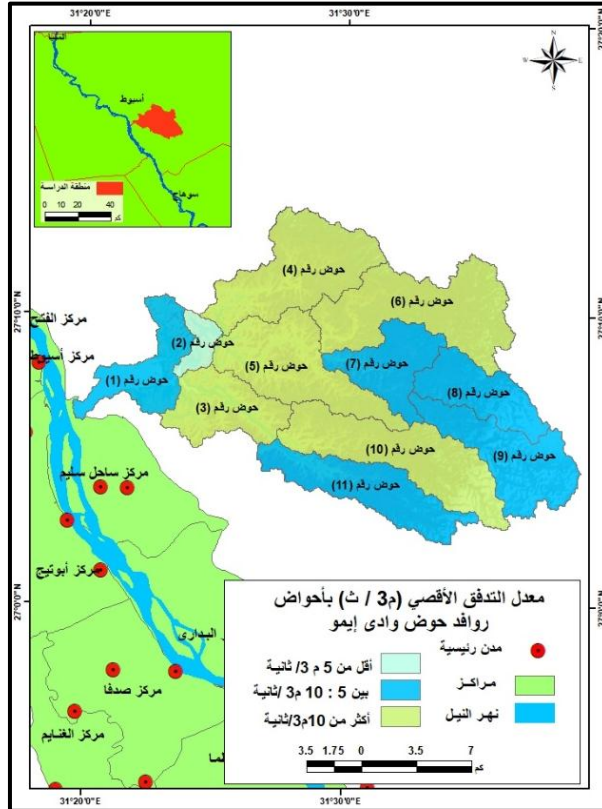 31°20'0"E
31°30'0"E
المنيا
أسيوط
سوهاج
منطقة الدراسة
0 10 20 40
كم
N
W E
S
27°10'0"N
حوض رقم (4)
حوض رقم (6)
حوض رقم (2)
حوض رقم (5)
حوض رقم (7)
حوض رقم (1)
حوض رقم (8)
حوض رقم (3)
حوض رقم (10)
حوض رقم (9)
حوض رقم (11)
مركز الفتح
مركز أسيوط
مركز ساحل سليم
مركز أبوتيج
البدارى
مركز صدفا
مركز الغنايم
27°0'0"N
معدل التدفق الأقصي (م3 / ث) بأحواض
روافد حوض وادى إيمو
أقل من 5 م 3/ ثانية
بين 5 : 10 م 3 /ثانية
أكثر من 10م3/ثانية
مدن رئيسية
مراكز
نهر النيل
3.5 1.75 0 3.5 7
كم
31°20'0"E
31°30'0"E